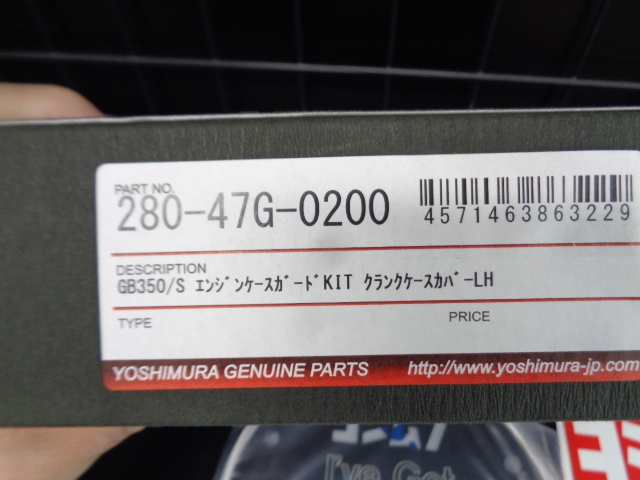 PART NO.
280-47G-0200
4571463863229
DESCRIPTION
GB350/S ｴﾝｼﾞﾝｹｰｽｶﾞｰﾄﾞKIT ｸﾗﾝｸｹｰｽｶﾊﾞｰLH
TYPE
PRICE
YOSHIMURA GENUINE PARTS
http://www.yoshimura-jp.com
I've Got